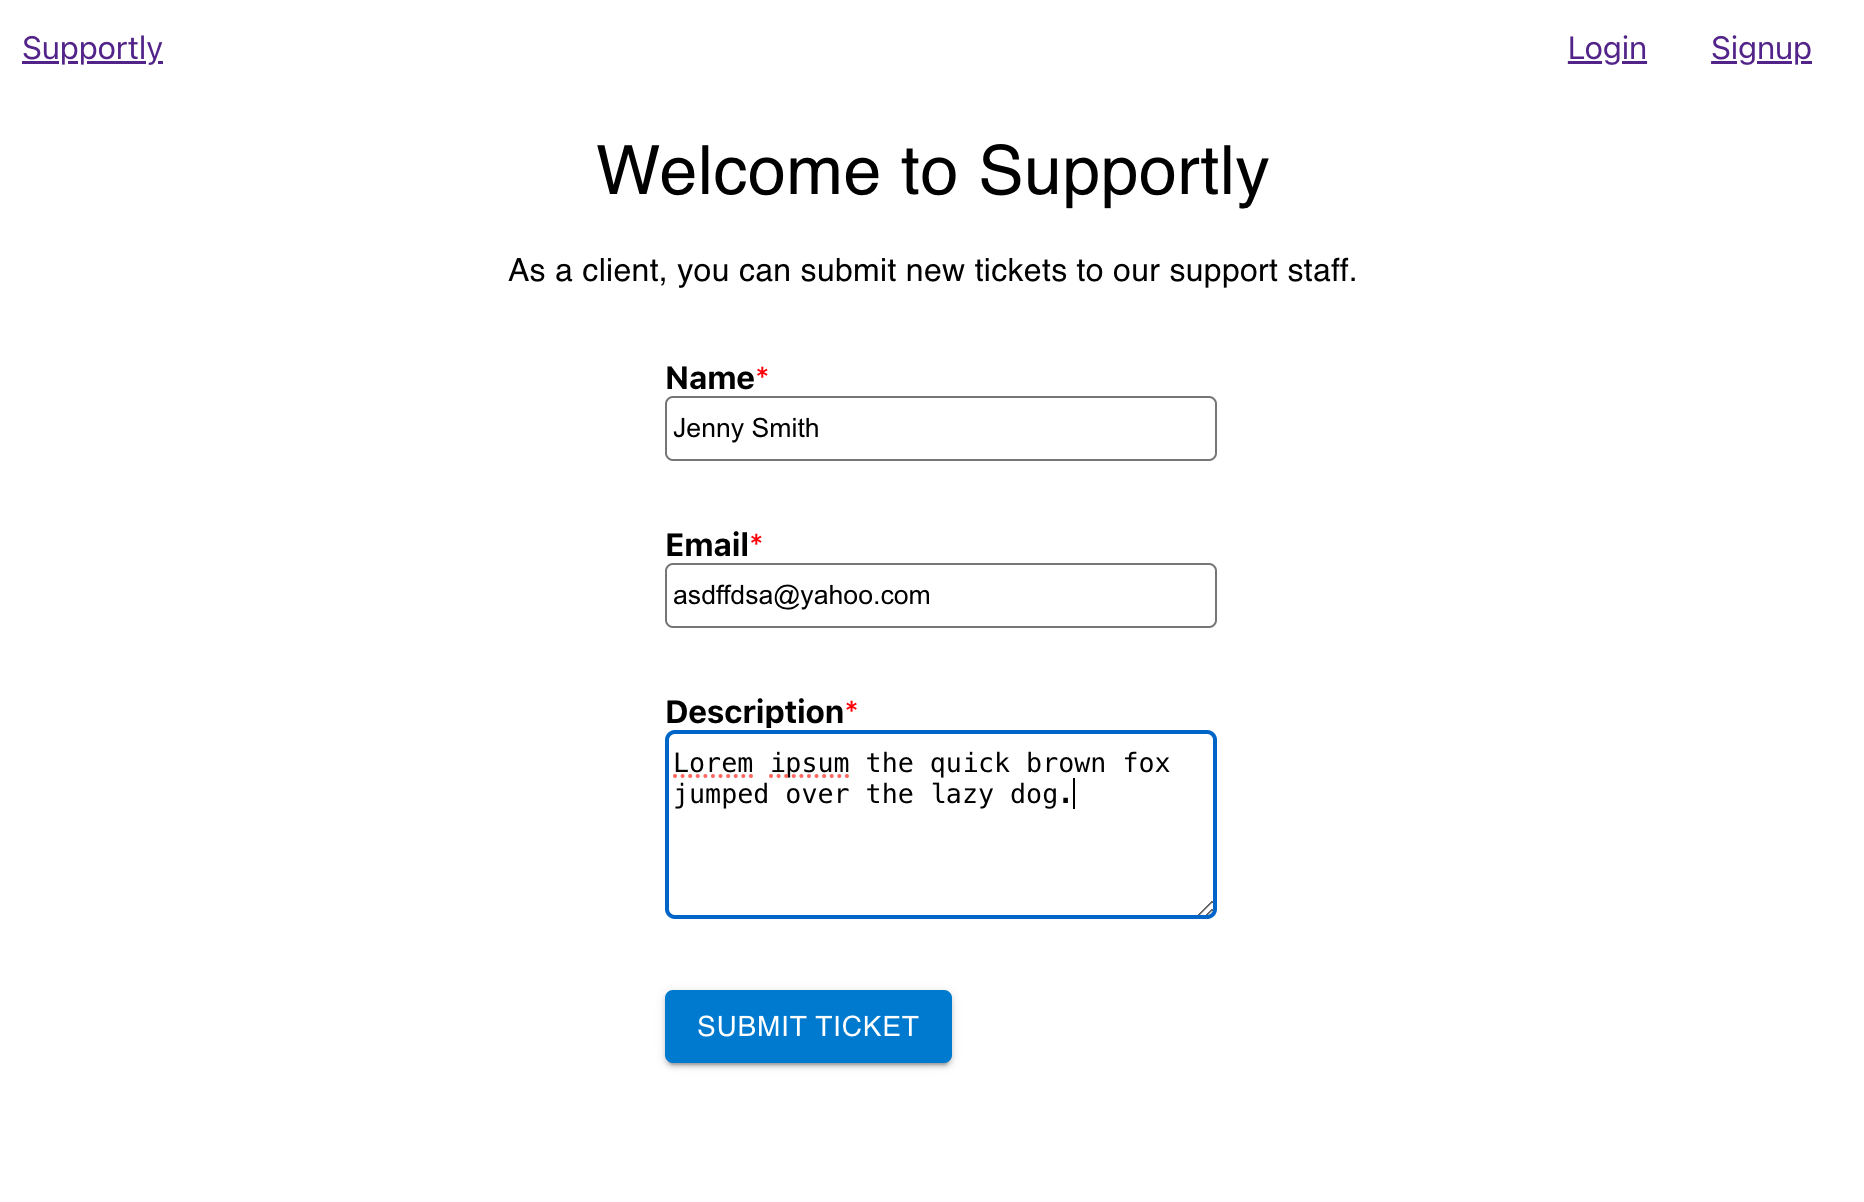 Supportly
Login
Signup
Welcome to Supportly
As a client, you can submit new tickets to our support staff.
Name*
Jenny Smith
Email*
asdffdsa@yahoo.com
Description*
Lorem ipsum the quick brown fox
jumped over the lazy dog.
SUBMIT TICKET